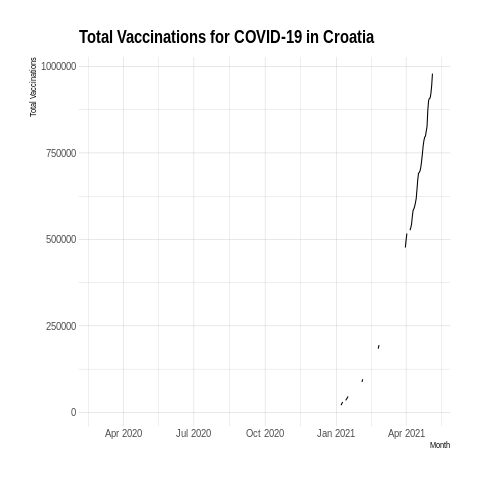 Total Vaccinations for COVID-19 in Croatia
Total Vaccinations
1000000
750000
500000
250000
0
Apr 2020 Jul 2020 Oct 2020 Jan 2021 Apr 2021
Month